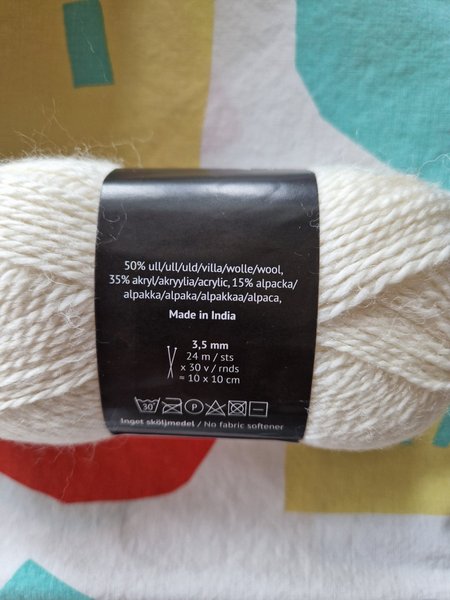 50% ull/ull/uld/villa/wolle/wool,
35% akryl/akryylia/acrylic, 15% alpacka/
alpakka/alpaka/alpakkaa/alpaca,
Made in India
3,5 mm
24 m / sts
x 30 v / rnds
= 10 x 10 cm
30 P
Inget sköljmedel / No fabric softener